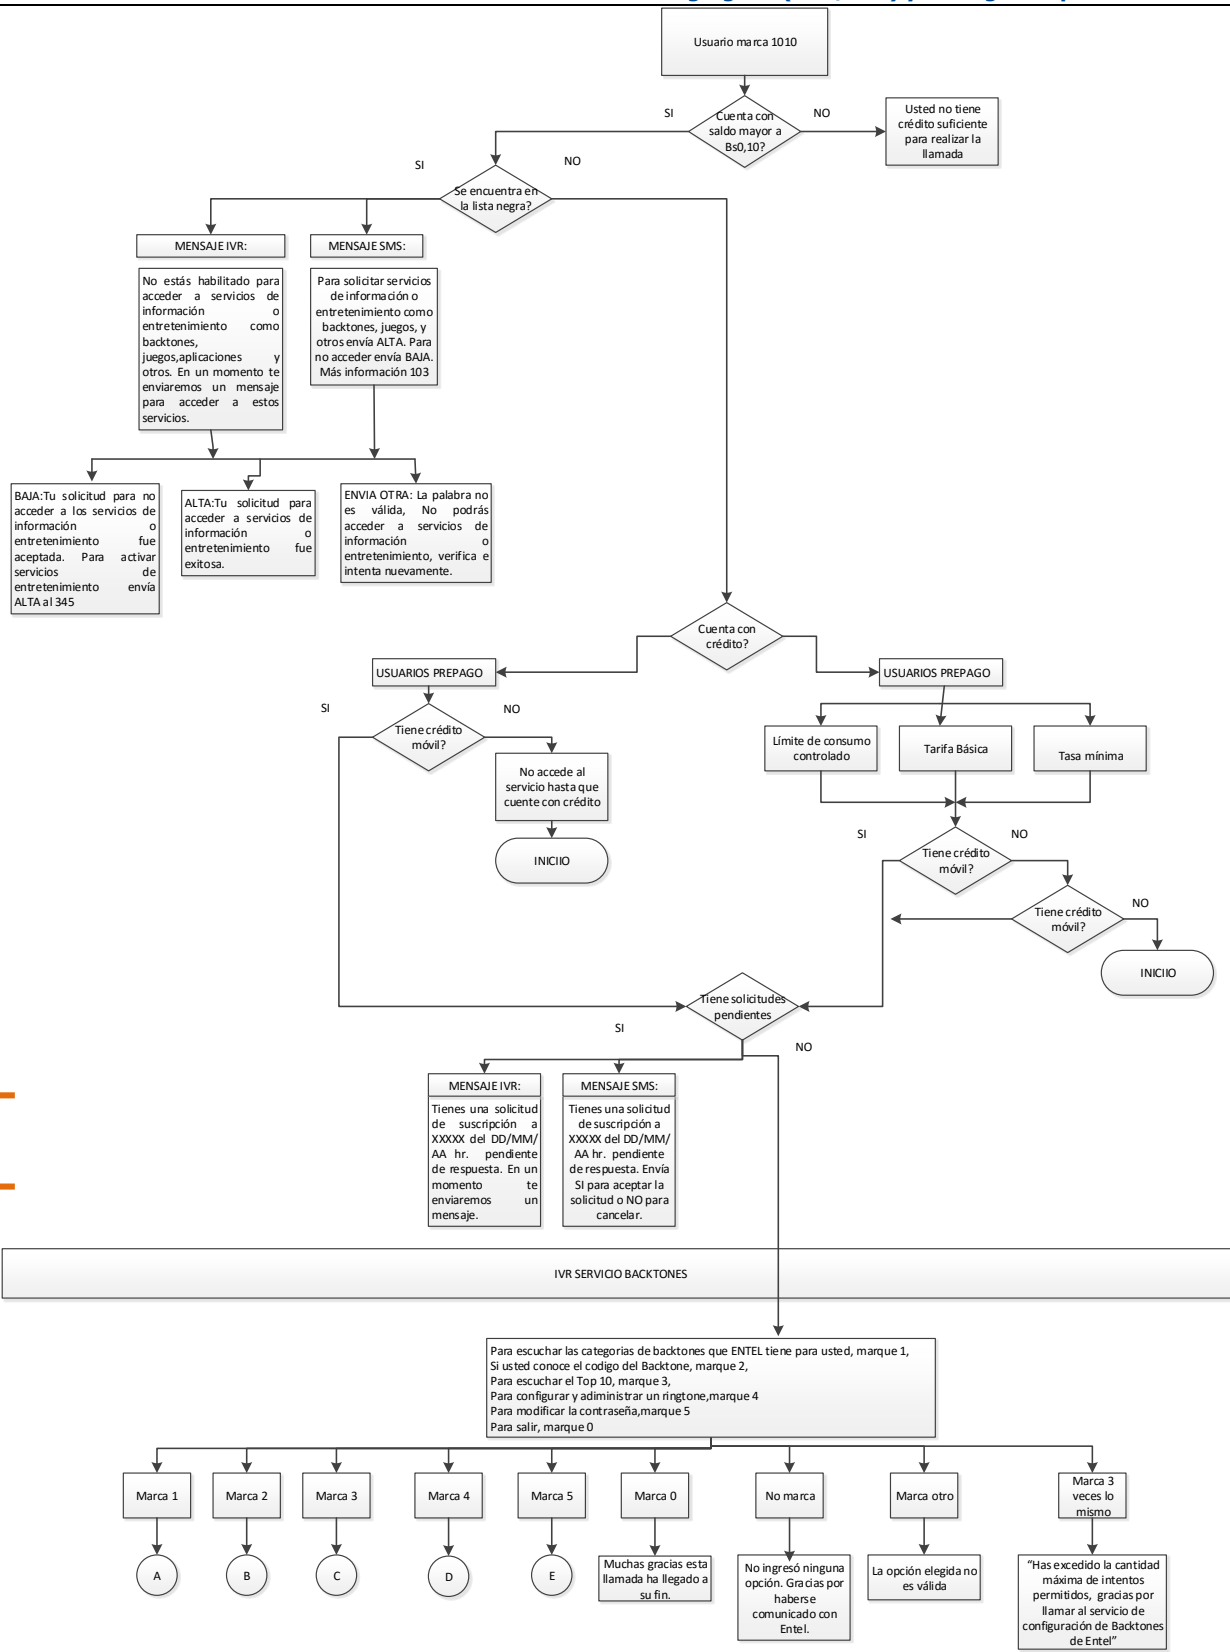 Usuario marca 1010
SI
Cuenta con
saldo mayor a
Bs0,10?
NO
Usted no tiene
crédito suficiente
para realizar la
llamada
SI
Se encuentra en
la lista negra?
NO
MENSAJE IVR:
No estás habilitado para
acceder a servicios de
información o
entretenimiento como
backtones,
juegos,aplicaciones y
otros. En un momento te
enviaremos un mensaje
para acceder a estos
servicios.
MENSAJE SMS:
Para solicitar servicios
de información o
entretenimiento como
backtones, juegos, y
otros envía ALTA. Para
no acceder envía BAJA.
Más información 103
BAJA:Tu solicitud para no
acceder a los servicios de
información o
entretenimiento fue
aceptada. Para activar
servicios de
entretenimiento envía
ALTA al 345
ALTA:Tu solicitud para
acceder a servicios de
información o
entretenimiento fue
exitosa.
ENVIA OTRA: La palabra no
es válida, No podrás
acceder a servicios de
información o
entretenimiento, verifica e
intenta nuevamente.
Cuenta con
crédito?
USUARIOS PREPAGO
SI
Tiene crédito
móvil?
NO
No accede al
servicio hasta que
cuente con crédito
INICIIO
USUARIOS PREPAGO
Límite de consumo
controlado
Tarifa Básica
Tasa mínima
SI
Tiene crédito
móvil?
NO
Tiene crédito
móvil?
NO
INICIIO
Tiene solicitudes
pendientes
SI
NO
MENSAJE IVR:
Tienes una solicitud
de suscripción a
XXXXX del DD/MM/
AA hr. pendiente
de respuesta. En un
momento te
enviaremos un
mensaje.
MENSAJE SMS:
Tienes una solicitud
de suscripción a
XXXXX del DD/MM/
AA hr. pendiente
de respuesta. Envía
SI para aceptar la
solicitud o NO para
cancelar.
IVR SERVICIO BACKTONES
Para escuchar las categorias de backtones que ENTEL tiene para usted, marque 1,
Si usted conoce el codigo del Backtone, marque 2,
Para escuchar el Top 10, marque 3,
Para configurar y adiministrar un ringtone,marque 4
Para modificar la contraseña,marque 5
Para salir, marque 0
Marca 1
Marca 2
Marca 3
Marca 4
Marca 5
Marca 0
No marca
Marca otro
Marca 3
veces lo
mismo
A
B
C
D
E
Muchas gracias esta
llamada ha llegado a
su fin.
No ingresó ninguna
opción. Gracias por
haberse
comunicado con
Entel.
La opción elegida no
es válida
“Has excedido la cantidad
máxima de intentos
permitidos, gracias por
llamar al servicio de
configuración de Backtones
de Entel”